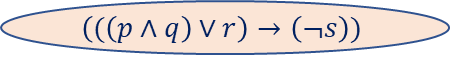 (((p ∧ q) ∨ r) → (¬s))